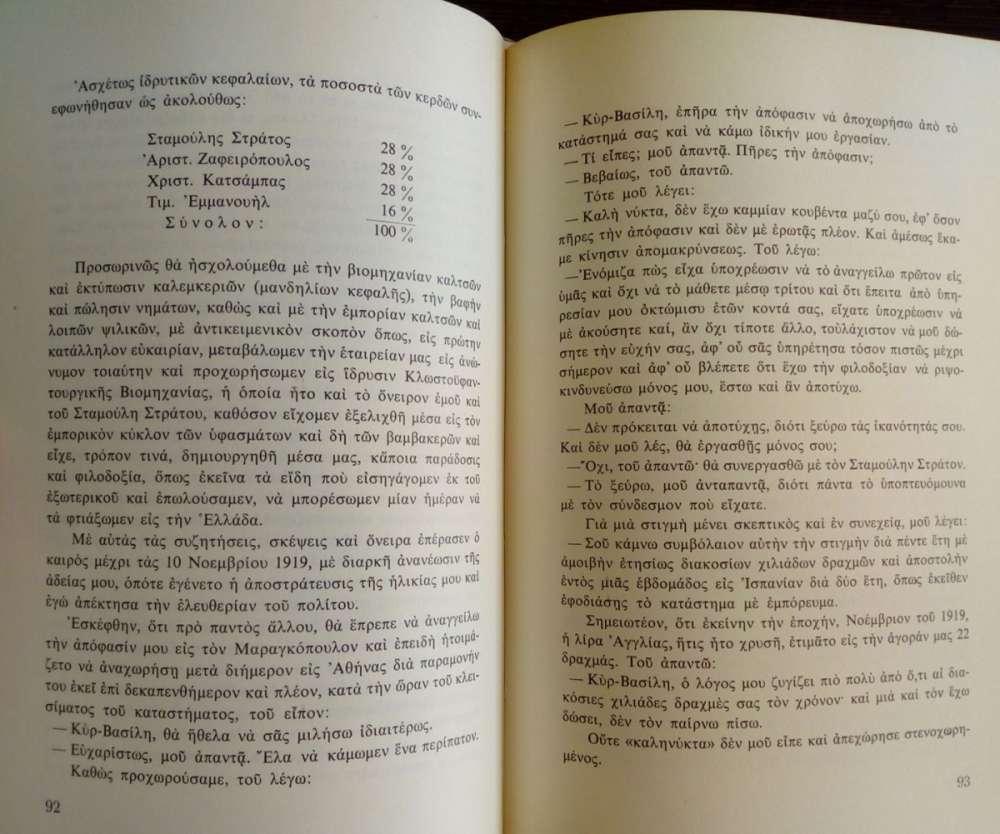 Ἀσχέτως ἱδρυτικῶν κεφαλαίων, τὰ ποσοστὰ τῶν κερδῶν συν-
εφωνήθησαν ὡς ἀκολούθως:
Σταμούλης Στράτος 28 %
Ἀριστ. Ζαφειρόπουλος 28 %
Χριστ. Κατσάμπας 28 %
Τιμ. Ἐμμανουὴλ 16 %
Σύνολον: 100 %
Προσωρινῶς θὰ ἠσχολούμεθα μὲ τὴν βιομηχανίαν καλτσῶν
καὶ ἐκτύπωσιν καλεμκεριῶν (μανδηλίων κεφαλῆς), τὴν βαφὴν
καὶ πώλησιν νημάτων, καθὼς καὶ μὲ τὴν ἐμπορίαν καλτσῶν καὶ
λοιπῶν ψιλικῶν, μὲ ἀντικειμενικὸν σκοπὸν ὅπως, εἰς πρώτην
κατάλληλον εὐκαιρίαν, μεταβάλωμεν τὴν ἑταιρείαν μας εἰς ἀνώ-
νυμον τοιαύτην καὶ προχωρήσωμεν εἰς ἵδρυσιν Κλωστοϋφαν-
τουργικῆς Βιομηχανίας, ἡ ὁποία ἦτο καὶ τὸ ὄνειρον ἐμοῦ καὶ
τοῦ Σταμούλη Στράτου, καθόσον εἴχομεν ἐξελιχθῆ μέσα εἰς τὸν
ἐμπορικὸν κύκλον τῶν ὑφασμάτων καὶ δὴ τῶν βαμβακερῶν καὶ
εἶχε, τρόπον τινά, δημιουργηθῆ μέσα μας, κάποια παράδοσις
καὶ φιλοδοξία, ὅπως ἐκεῖνα τὰ εἴδη ποὺ εἰσηγάγομεν ἐκ τοῦ
ἐξωτερικοῦ καὶ ἐπωλούσαμεν, νὰ μπορέσωμεν μίαν ἡμέραν νὰ
τὰ φτιάξωμεν εἰς τὴν Ἑλλάδα.
Μὲ αὐτὰς τὰς συζητήσεις, σκέψεις καὶ ὄνειρα ἐπέρασεν ὁ
καιρὸς μέχρι τὰς 10 Νοεμβρίου 1919, μὲ διαρκῆ ἀνανέωσιν τῆς
ἀδείας μου, ὁπότε ἐγένετο ἡ ἀποστράτευσις τῆς ἡλικίας μου καὶ
ἐγὼ ἀπέκτησα τὴν ἐλευθερίαν τοῦ πολίτου.
Ἐσκέφθην, ὅτι πρὸ παντὸς ἄλλου, θὰ ἔπρεπε νὰ ἀναγγείλω
τὴν ἀπόφασίν μου εἰς τὸν Μαραγκόπουλον καὶ ἐπειδὴ ἡτοιμά-
ζετο νὰ ἀναχωρήση μετὰ διήμερον εἰς Ἀθήνας διὰ παραμονήν
του ἐκεῖ ἐπὶ δεκαπενθήμερον καὶ πλέον, κατὰ τὴν ὥραν τοῦ κλει-
σίματος τοῦ καταστήματος, τοῦ εἶπον:
— Κὺρ-Βασίλη, θὰ ἤθελα νὰ σᾶς μιλήσω ἰδιαιτέρως.
— Εὐχαρίστως, μοῦ ἀπαντᾶ. Ἔλα νὰ κάμωμεν ἕνα περίπατον.
Καθὼς προχωρούσαμε, τοῦ λέγω:
92
— Κὺρ-Βασίλη, ἐπῆρα τὴν ἀπόφασιν νὰ ἀποχωρήσω ἀπὸ τὸ
κατάστημά σας καὶ νὰ κάμω ἰδικήν μου ἐργασίαν.
— Τί εἶπες; μοῦ ἀπαντᾷ. Πῆρες τὴν ἀπόφασιν;
— Βεβαίως, τοῦ ἀπαντῶ.
Τότε μοῦ λέγει:
— Καλὴ νύκτα, δὲν ἔχω καμμίαν κουβέντα μαζύ σου, ἐφ' ὅσον
πῆρες τὴν ἀπόφασιν καὶ δὲν μὲ ἐρωτᾷς πλέον. Καὶ ἀμέσως ἔκα-
με κίνησιν ἀπομακρύνσεως. Τοῦ λέγω:
— Ἐνόμιζα πὼς εἶχα ὑποχρέωσιν νὰ τὸ ἀναγγείλω πρῶτον εἰς
ὑμᾶς καὶ ὄχι νὰ τὸ μάθετε μέσῳ τρίτου καὶ ὅτι ἔπειτα ἀπὸ ὑπη-
ρεσίαν μου ὀκτώμισυ ἐτῶν κοντά σας, εἴχατε ὑποχρέωσιν νὰ
μὲ ἀκούσητε καί, ἂν ὄχι τίποτε ἄλλο, τοὐλάχιστον νὰ μοῦ δώ-
σητε τὴν εὐχήν σας, ἀφ' οὗ σᾶς ὑπηρέτησα τόσον πιστῶς μέχρι
σήμερον καὶ ἀφ' οὗ βλέπετε ὅτι ἔχω τὴν φιλοδοξίαν νὰ ριψο-
κινδυνεύσω μόνος μου, ἔστω καὶ ἂν ἀποτύχω.
Μοῦ ἀπαντᾷ:
— Δὲν πρόκειται νὰ ἀποτύχῃς, διότι ξεύρω τὰς ἱκανότητάς σου.
Καὶ δὲν μοῦ λές, θὰ ἐργασθῇς μόνος σου;
— Ὄχι, τοῦ ἀπαντῶ· θὰ συνεργασθῶ μὲ τὸν Σταμούλην Στράτον.
— Τὸ ξεύρω, μοῦ ἀνταπαντᾷ, διότι πάντα τὸ ὑποπτευόμουνα
μὲ τὸν σύνδεσμον ποὺ εἴχατε.
Γιὰ μιὰ στιγμὴ μένει σκεπτικὸς καὶ ἐν συνεχείᾳ, μοῦ λέγει:
— Σοῦ κάμνω συμβόλαιον αὐτὴν τὴν στιγμὴν διὰ πέντε ἔτη μὲ
ἀμοιβὴν ἐτησίως διακοσίων χιλιάδων δραχμῶν καὶ ἀποστολὴν
ἐντὸς μιᾶς ἑβδομάδος εἰς Ἱσπανίαν διὰ δύο ἔτη, ὅπως ἐκεῖθεν
ἐφοδιάσῃς τὸ κατάστημα μὲ ἐμπόρευμα.
Σημειωτέον, ὅτι ἐκείνην τὴν ἐποχήν, Νοέμβριον τοῦ 1919,
ἡ λίρα Ἀγγλίας, ἥτις ἦτο χρυσῆ, ἐτιμᾶτο εἰς τὴν ἀγοράν μας 22
δραχμάς. Τοῦ ἀπαντῶ:
— Κὺρ-Βασίλη, ὁ λόγος μου ζυγίζει πιὸ πολὺ ἀπὸ ὅ,τι αἱ δια-
κόσιες χιλιάδες δραχμές σας τὸν χρόνον· καὶ μιὰ καὶ τὸν ἔχω
δώσει, δὲν τὸν παίρνω πίσω.
Οὔτε «καληνύκτα» δὲν μοῦ εἶπε καὶ ἀπεχώρησε στενοχωρη-
μένος.
93